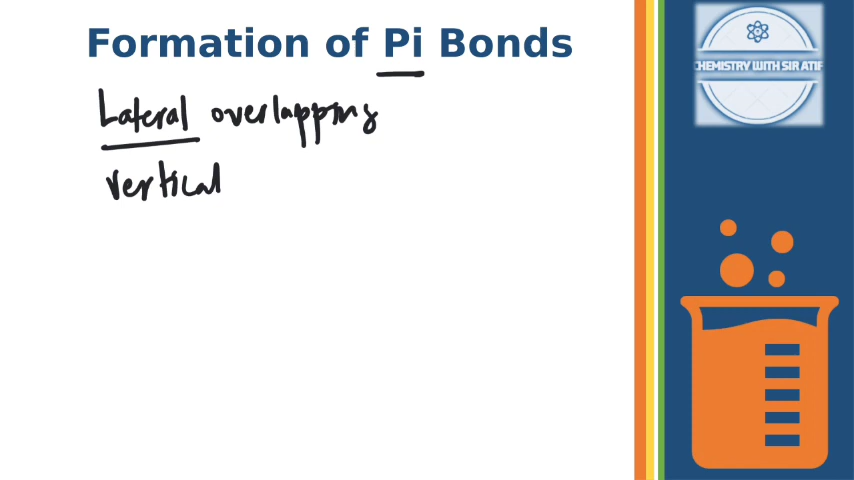 Formation of Pi Bonds
CHEMISTRY WITH SIR ATIF
Lateral overlapping
vertical